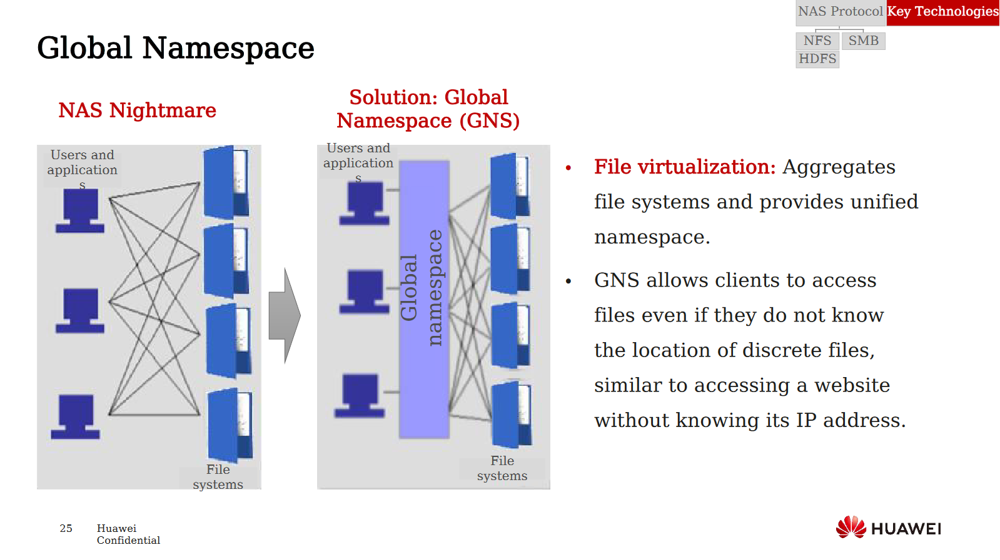 NAS Protocol
Key Technologies
NFS
SMB
HDFS
Global Namespace
NAS Nightmare
Solution: Global
Namespace (GNS)
Users and
application
s
File
systems
Users and
application
s
Global
namespace
File
systems
• File virtualization: Aggregates
file systems and provides unified
namespace.
• GNS allows clients to access
files even if they do not know
the location of discrete files,
similar to accessing a website
without knowing its IP address.
25
Huawei
Confidential
HUAWEI